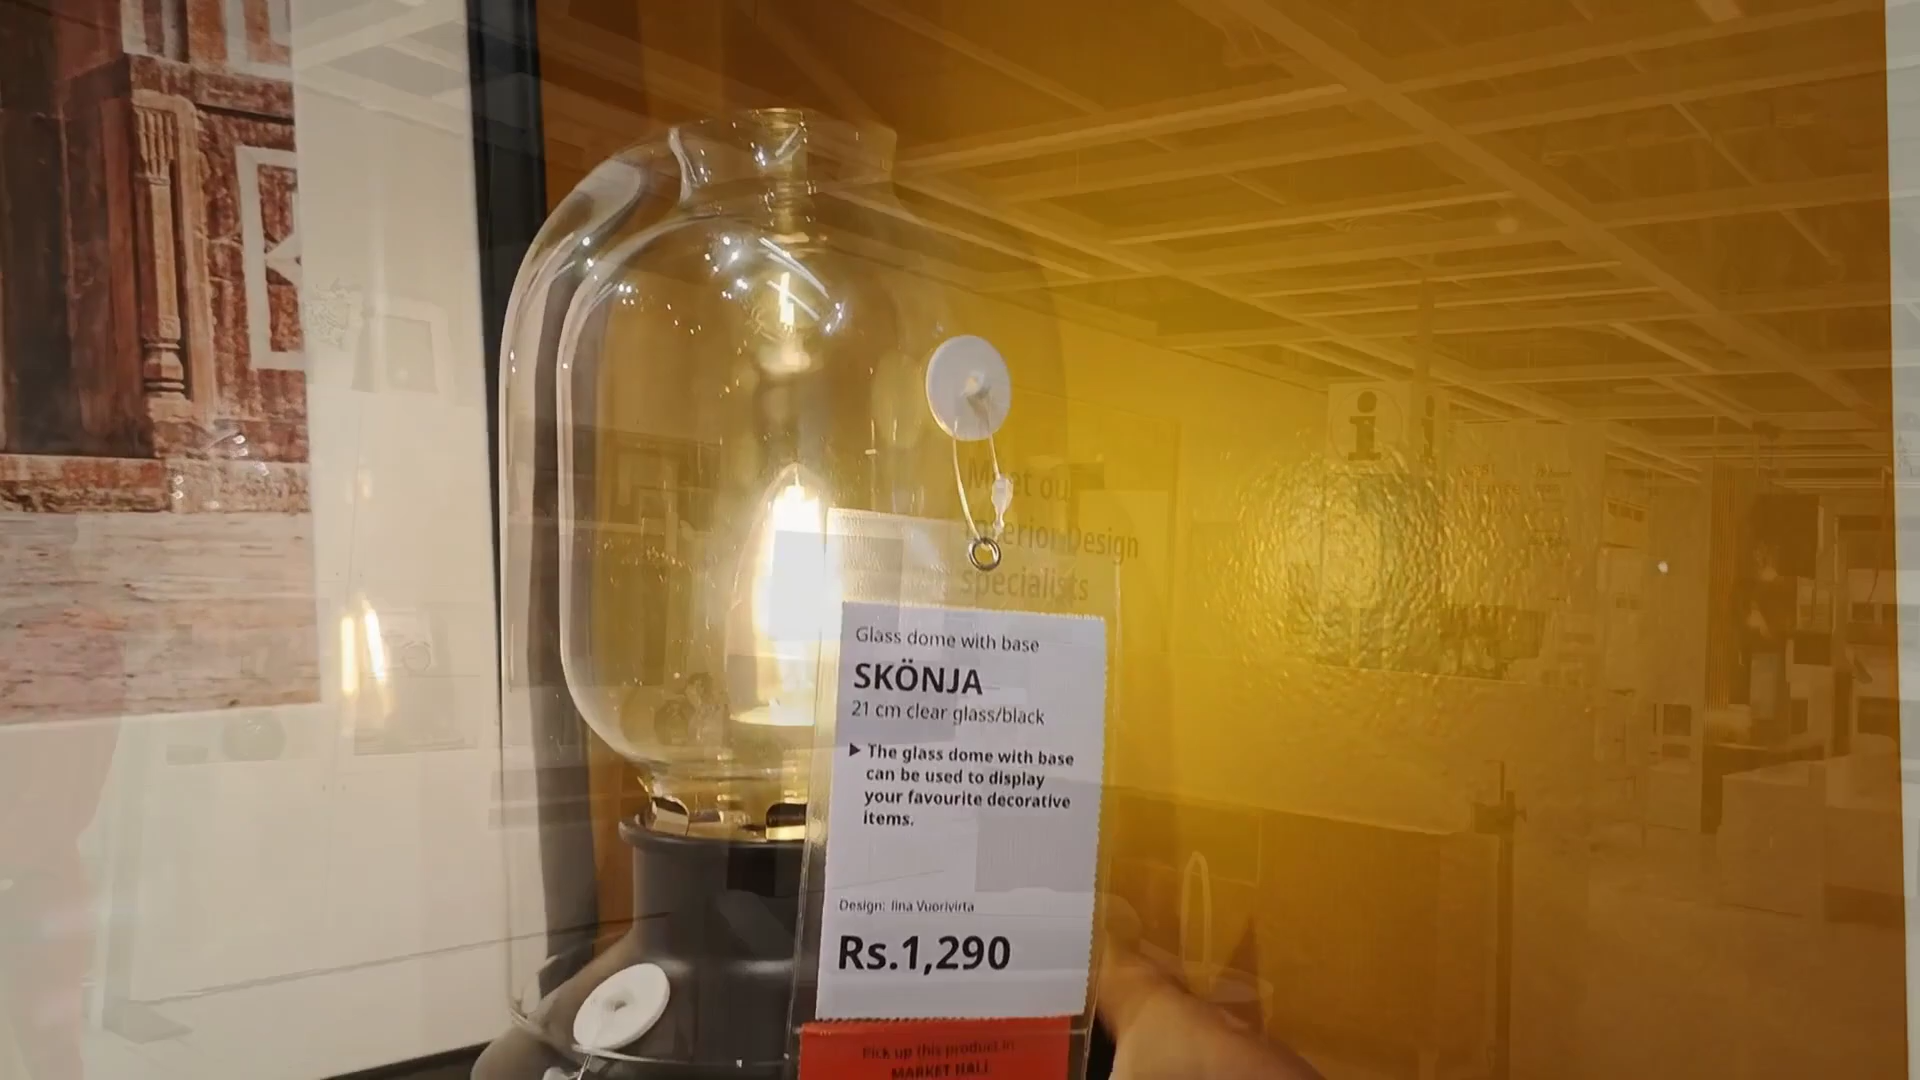 Meet our
Interior Design
specialists
Glass dome with base
SKÖNJA
21 cm clear glass/black
▶ The glass dome with base
can be used to display
your favourite decorative
items.
Design: Iina Vuorivirta
Rs.1,290
Pick up this product in
MARKET HALL